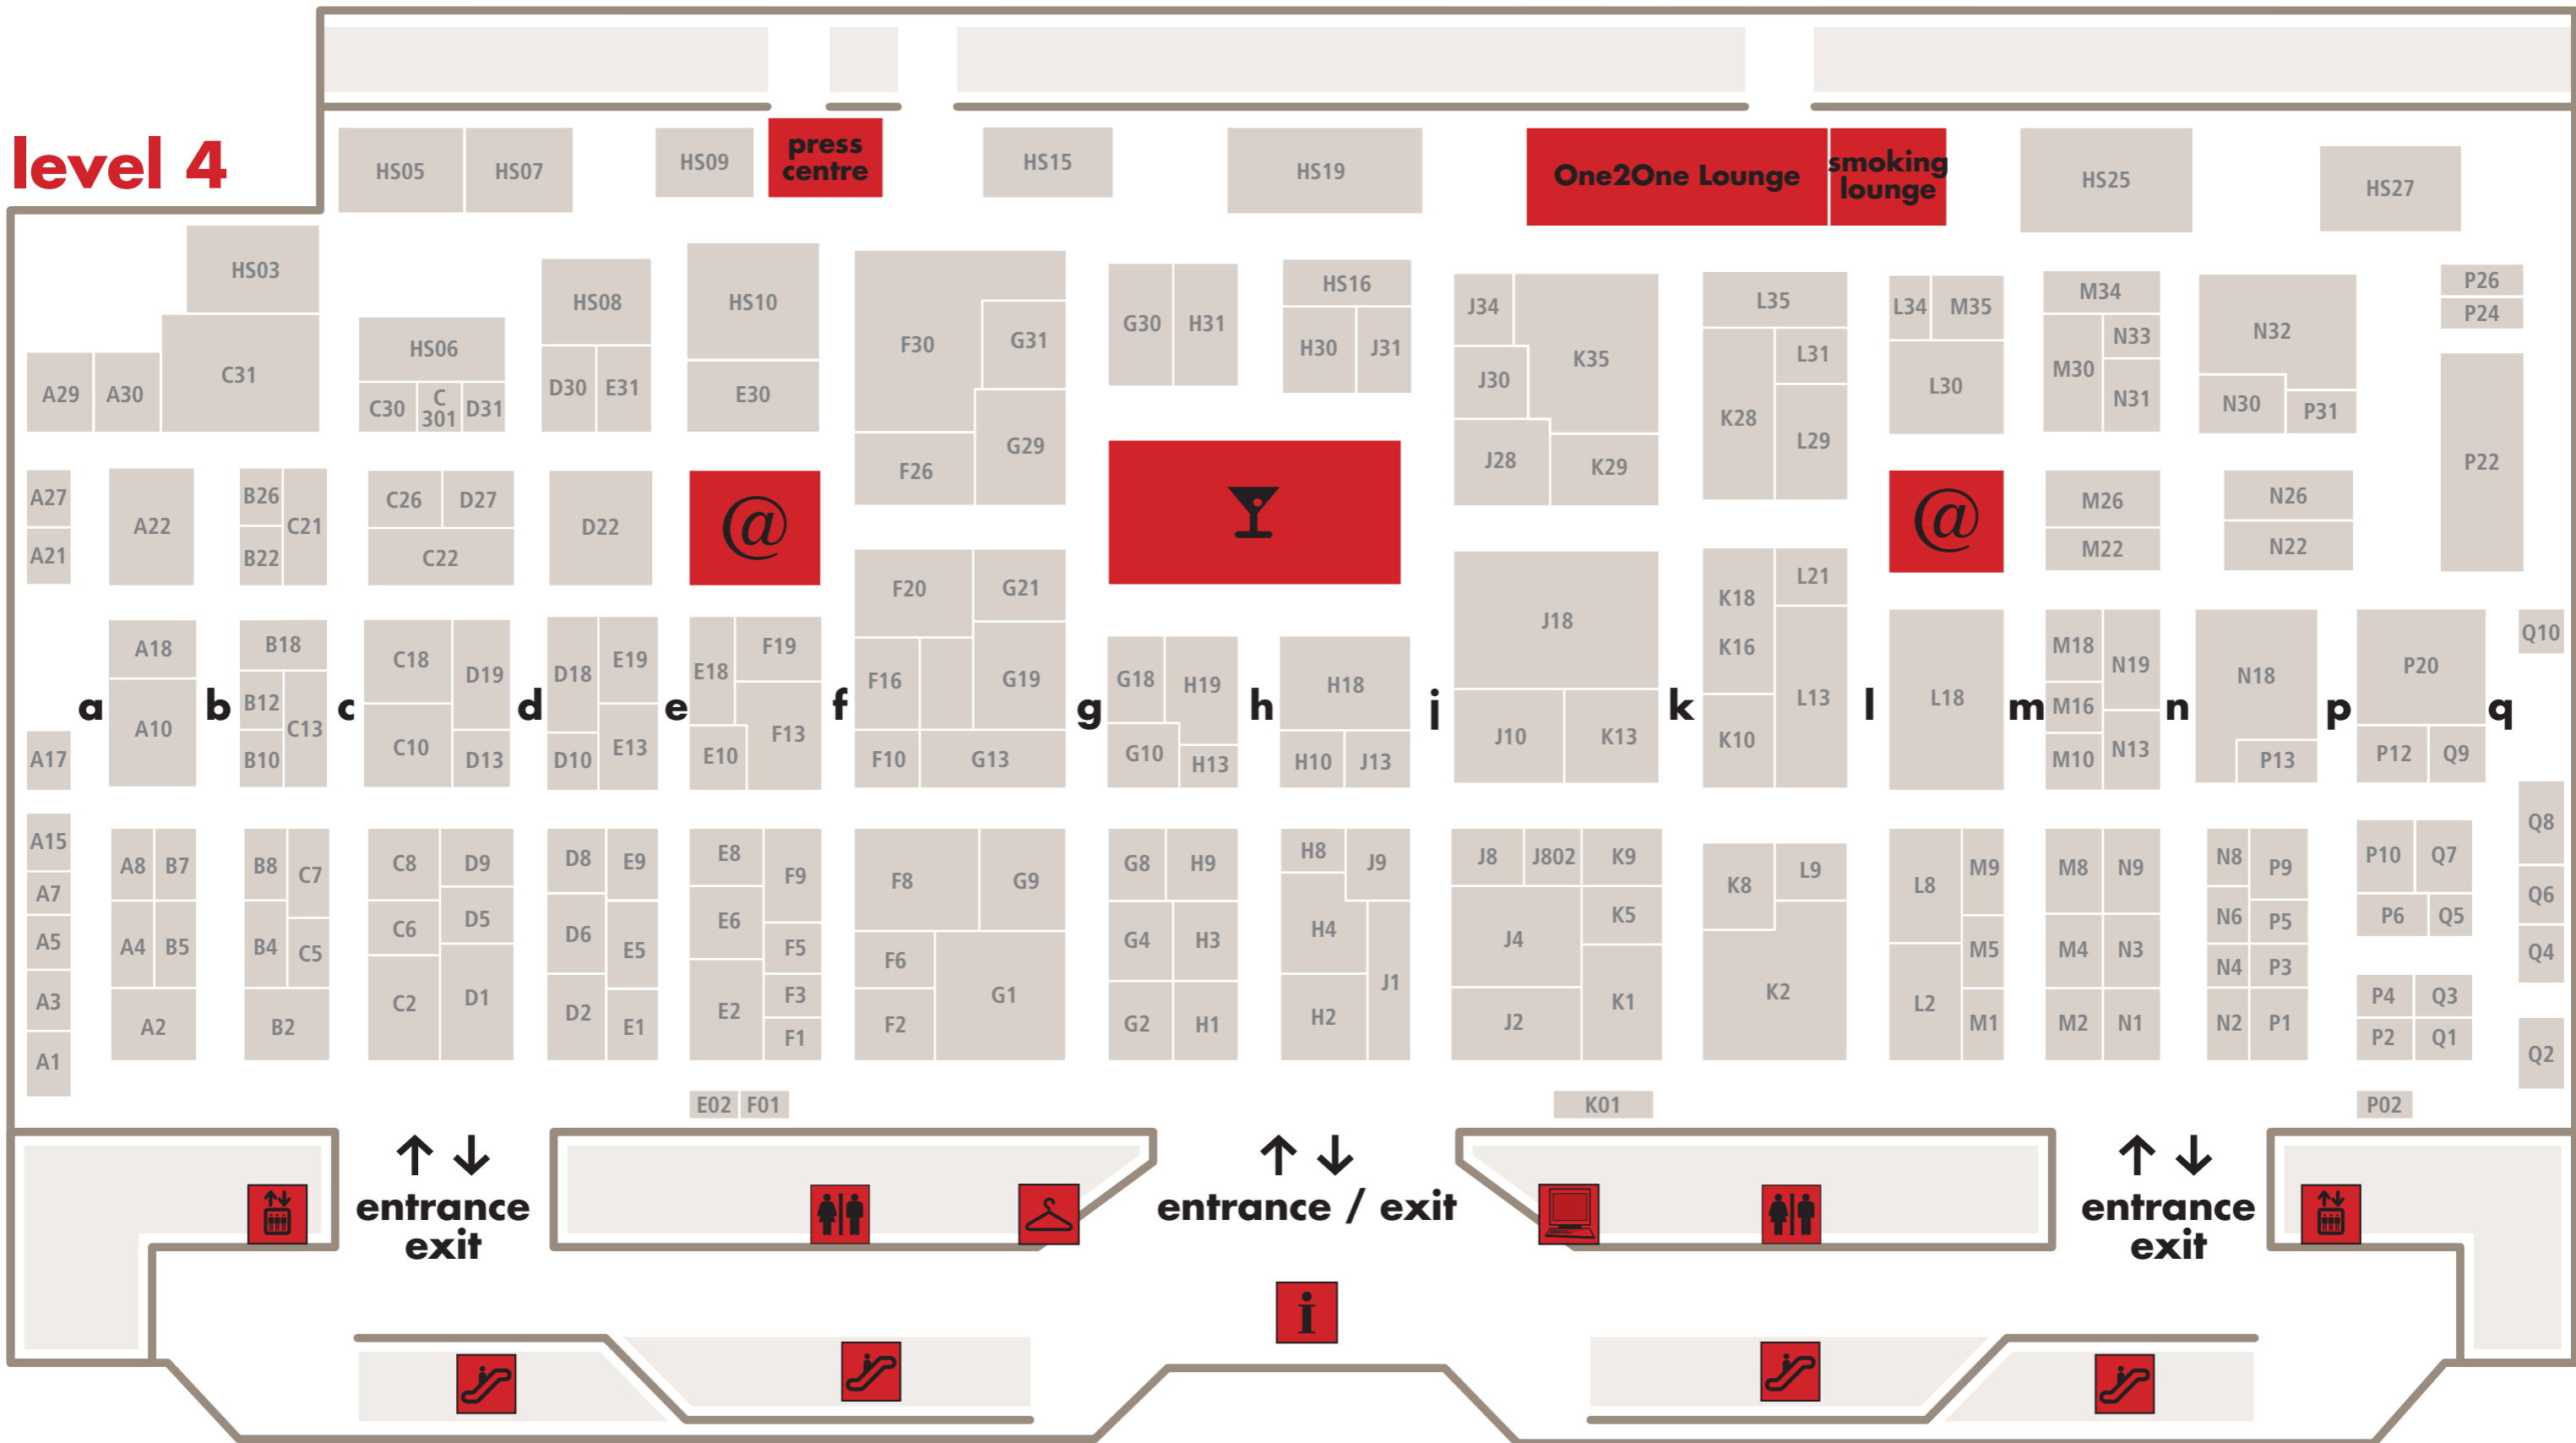 level 4
HS05
HS07
HS09
press
centre
HS15
HS19
One2One Lounge
smoking
lounge
HS25
HS27
HS03
HS06
HS08
HS10
F30
G31
G30
H31
HS16
H30
J31
J34
K35
J30
L35
L31
L34
M35
L30
M34
N33
M30
N31
N32
N30
P31
P26
P24
A29
A30
C31
C30
C
301
D31
D30
E31
E30
F26
G29
J28
K29
K28
L29
P22
A27
A21
A22
B26
B22
C21
C26
D27
C22
D22
@
@
M26
M22
N26
N22
F20
G21
J18
K18
K16
L21
A18
A10
B18
B12
B10
C13
C18
C10
D19
D13
D18
D10
E19
E13
E18
E10
F19
F13
F16
F10
G19
G13
G18
G10
H19
H13
H18
H10
J13
J10
K13
K10
L13
L18
M18
M16
M10
N19
N13
N18
P13
P20
P12
Q9
Q10
a
b
c
d
e
f
g
h
j
k
l
m
n
p
q
A17
A15
A7
A5
A3
A1
A8
B7
A4
B5
A2
B8
C7
B4
C5
B2
C8
D9
C6
D5
C2
D1
D8
E9
D6
E5
D2
E1
E8
F9
E6
F5
E2
F3
F1
F8
G9
F6
G1
F2
G8
H9
G4
H3
G2
H1
H8
J9
H4
J1
H2
J8
J802
K9
J4
K5
J2
K1
K8
L9
K2
L8
M9
M5
L2
M1
M8
N9
M4
N3
M2
N1
N8
P9
N6
P5
N4
P3
N2
P1
P10
Q7
P6
Q5
P4
Q3
P2
Q1
Q8
Q6
Q4
Q2
E02
F01
K01
P02
entrance
exit
entrance / exit
entrance
exit
i